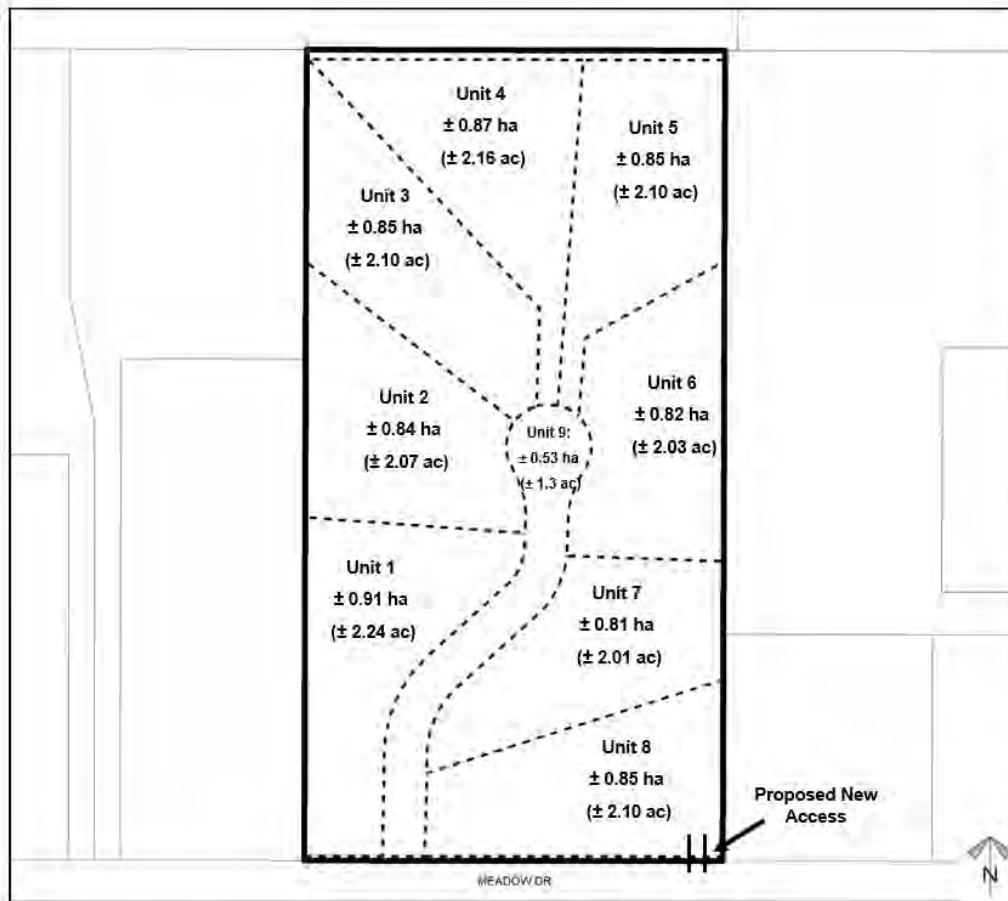 Unit 4
± 0.87 ha
(± 2.16 ac)
Unit 5
± 0.85 ha
(± 2.10 ac)
Unit 3
± 0.85 ha
(± 2.10 ac)
Unit 6
± 0.82 ha
(± 2.03 ac)
Unit 2
± 0.84 ha
(± 2.07 ac)
Unit 9:
± 0.53 ha
(± 1.3 ac)
Unit 1
± 0.91 ha
(± 2.24 ac)
Unit 7
± 0.81 ha
(± 2.01 ac)
Unit 8
± 0.85 ha
(± 2.10 ac)
Proposed New
Access
MEADOW DR
N